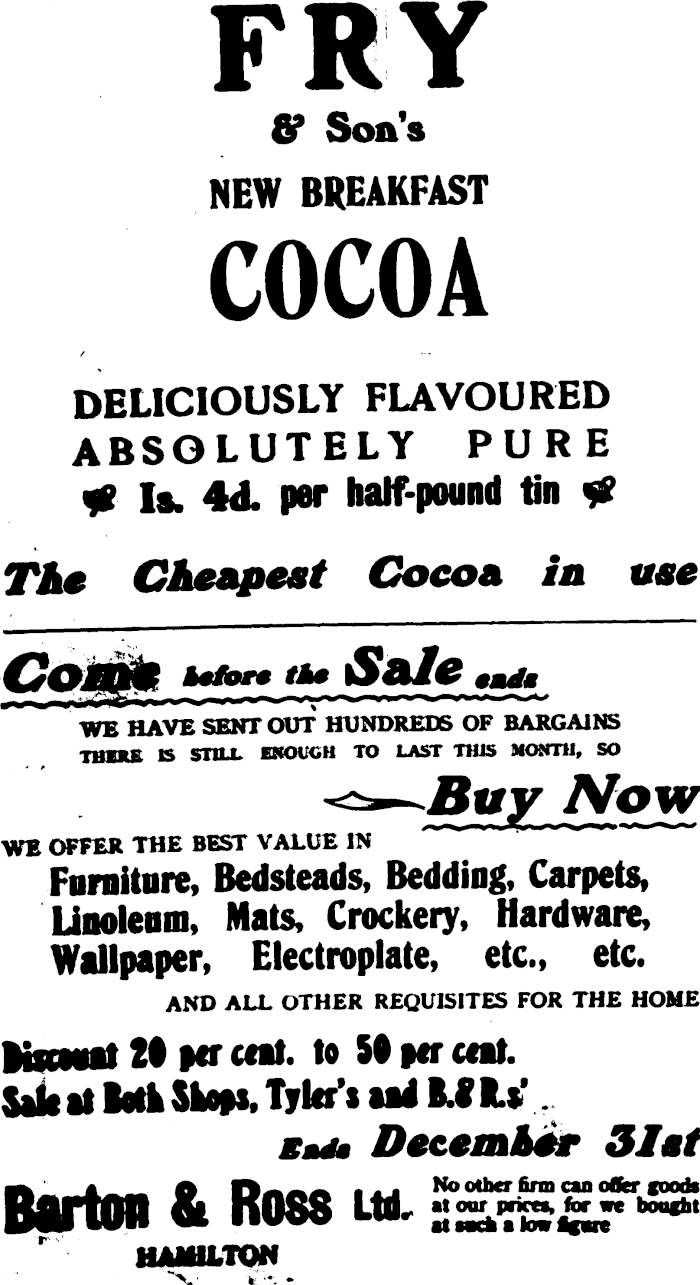 FRY
& Son's
NEW BREAKFAST
COCOA
DELICIOUSLY FLAVOURED
ABSOLUTELY PURE
1s. 4d. per half-pound tin
The Cheapest Cocoa in use
Come before the Sale ends
WE HAVE SENT OUT HUNDREDS OF BARGAINS
THERE IS STILL ENOUGH TO LAST THIS MONTH, SO
Buy Now
WE OFFER THE BEST VALUE IN
Furniture, Bedsteads, Bedding, Carpets,
Linoleum, Mats, Crockery, Hardware,
Wallpaper, Electroplate, etc., etc.
AND ALL OTHER REQUISITES FOR THE HOME
Discount 20 per cent. to 50 per cent.
Sale at Both Shops, Tyler's and B. & R.s'
Ends December 31st
Barton & Ross Ltd.
HAMILTON
No other firm can offer goods
at our prices, for we bought
at such a low figure